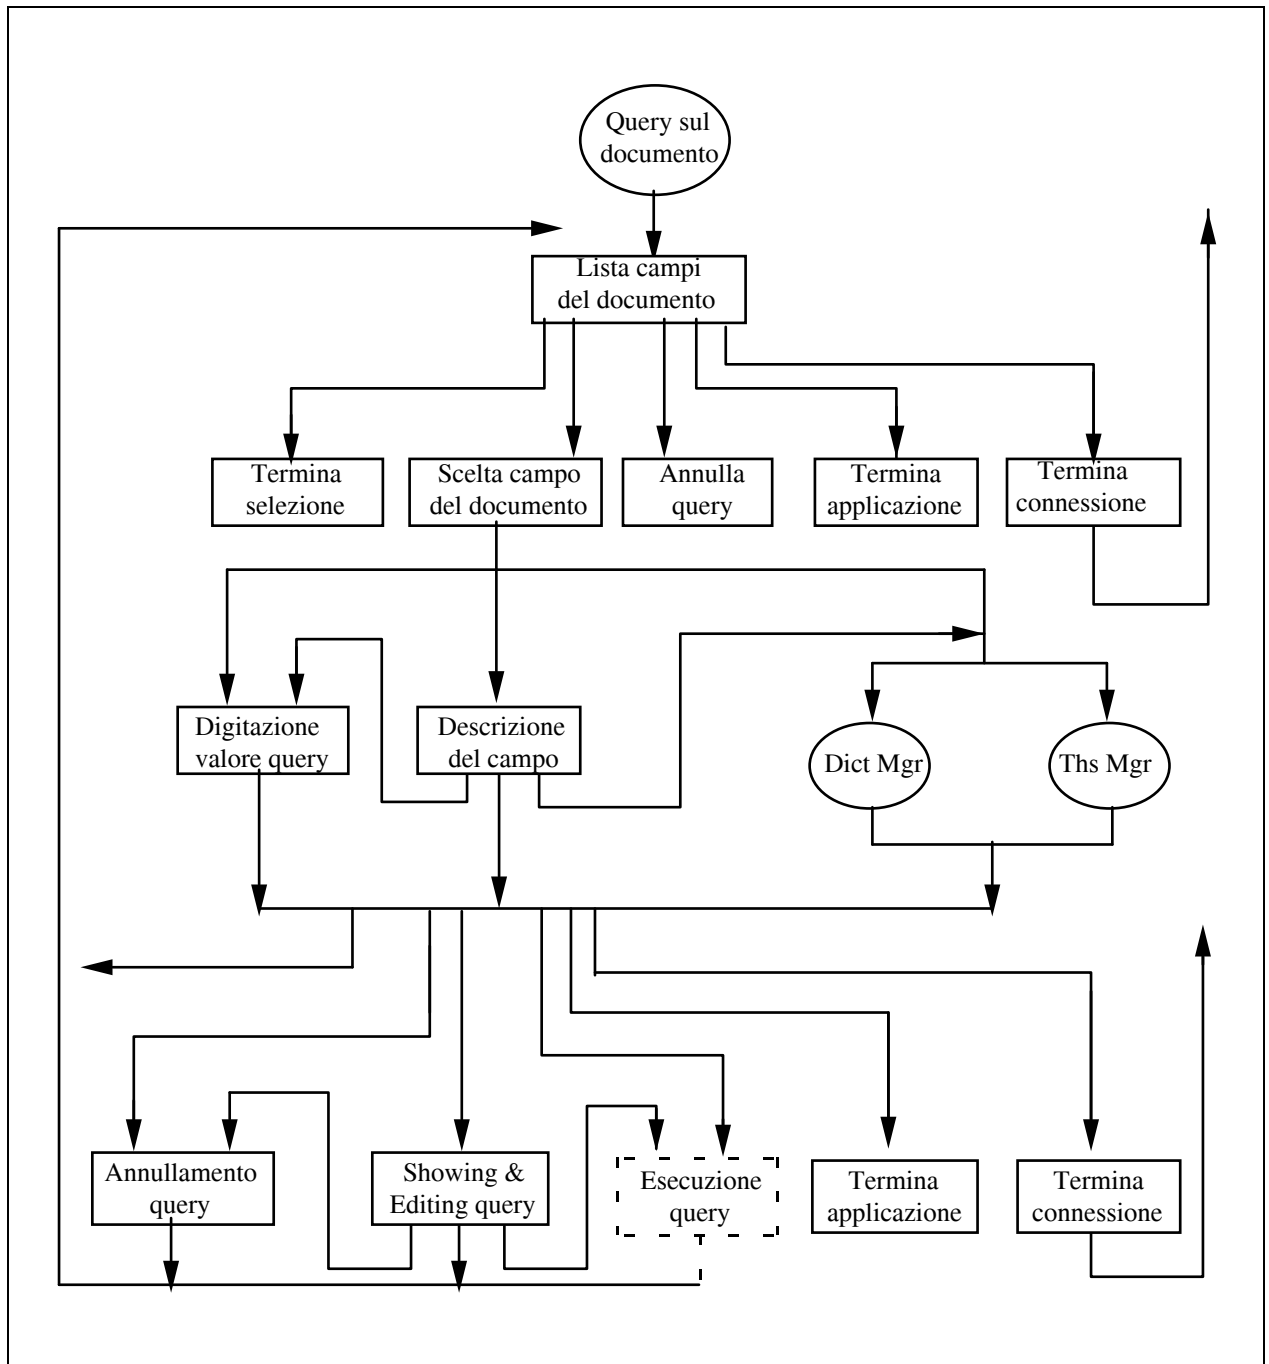 Query sul
documento
Lista campi
del documento
Termina
selezione
Scelta campo
del documento
Annulla
query
Termina
applicazione
Termina
connessione
Digitazione
valore query
Descrizione
del campo
Dict Mgr
Ths Mgr
Annullamento
query
Showing &
Editing query
Esecuzione
query
Termina
applicazione
Termina
connessione